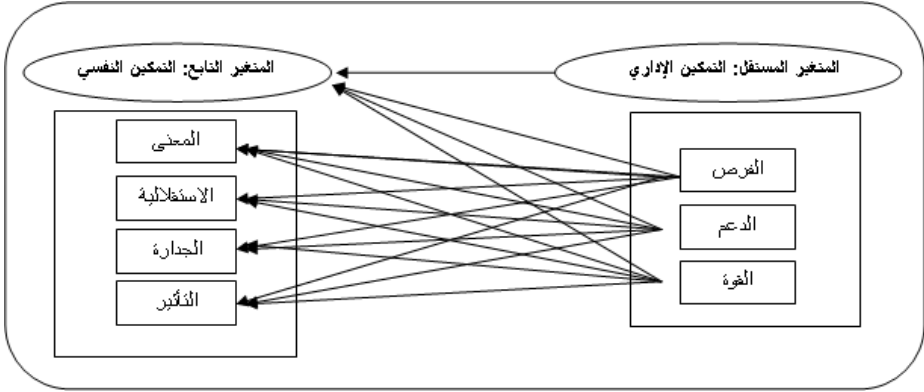 المتغير المستقل: التمكين الإداري
المتغير التابع: التمكين النفسي
الفرص
الدعم
القوة
المعنى
الاستقلالية
الجدارة
التأثير